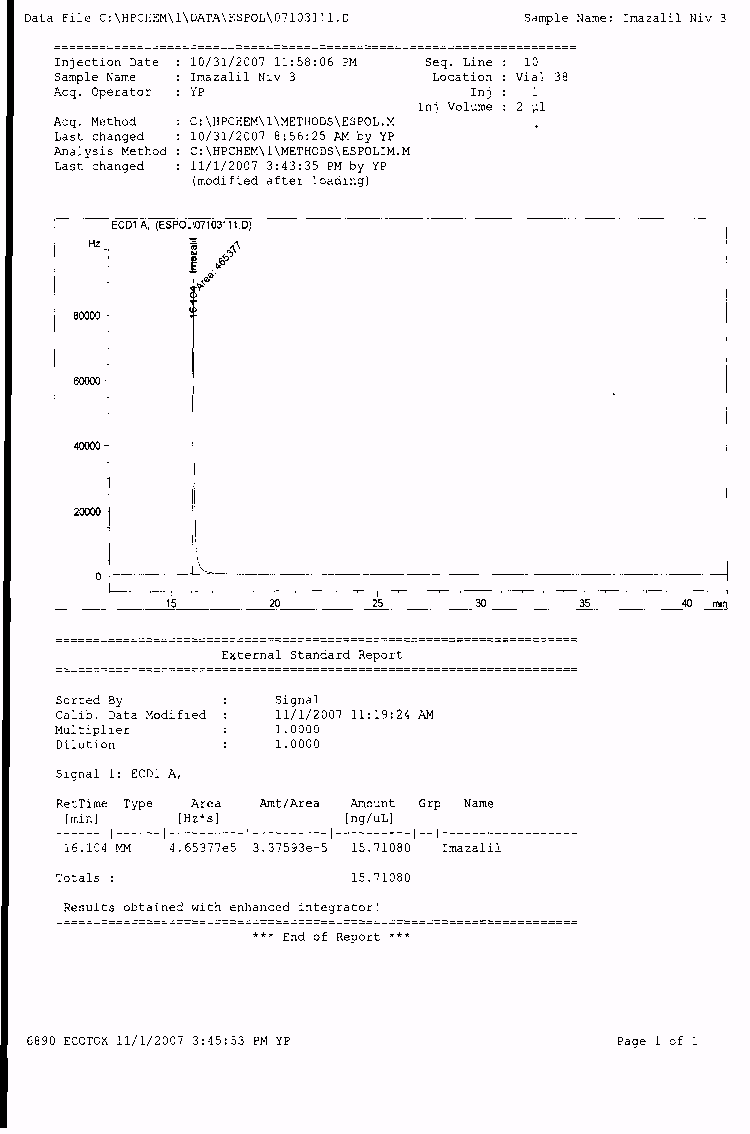 Data File C:\HPCHEM\1\DATA\ESPOL\07103111.D Sample Name: Imazalil Niv 3
=====================================================================
Injection Date : 10/31/2007 11:58:06 PM Seq. Line : 10
Sample Name : Imazalil Niv 3 Location : Vial 38
Acq. Operator : YP Inj : 1
Inj Volume : 2 µl
Acq. Method : C:\HPCHEM\1\METHODS\ESPOL.M
Last changed : 10/31/2007 8:56:25 AM by YP
Analysis Method : C:\HPCHEM\1\METHODS\ESPOLIM.M
Last changed : 11/1/2007 3:43:35 PM by YP
(modified after loading)
ECD1 A, (ESPOL\07103111.D)
Hz
16.104 - Imazalil
Area: 465377
80000
60000
40000
20000
0
15 20 25 30 35 40 min
=====================================================================
External Standard Report
=====================================================================
Sorted By : Signal
Calib. Data Modified : 11/1/2007 11:19:24 AM
Multiplier : 1.0000
Dilution : 1.0000
Signal 1: ECD1 A,
RetTime Type Area Amt/Area Amount Grp Name
[min] [Hz*s] [ng/uL]
-------|------|----------|----------|----------|--|------------------
16.104 MM 4.65377e5 3.37593e-5 15.71080 Imazalil
Totals : 15.71080
Results obtained with enhanced integrator!
=====================================================================
*** End of Report ***
6890 ECOTOX 11/1/2007 3:45:53 PM YP Page 1 of 1